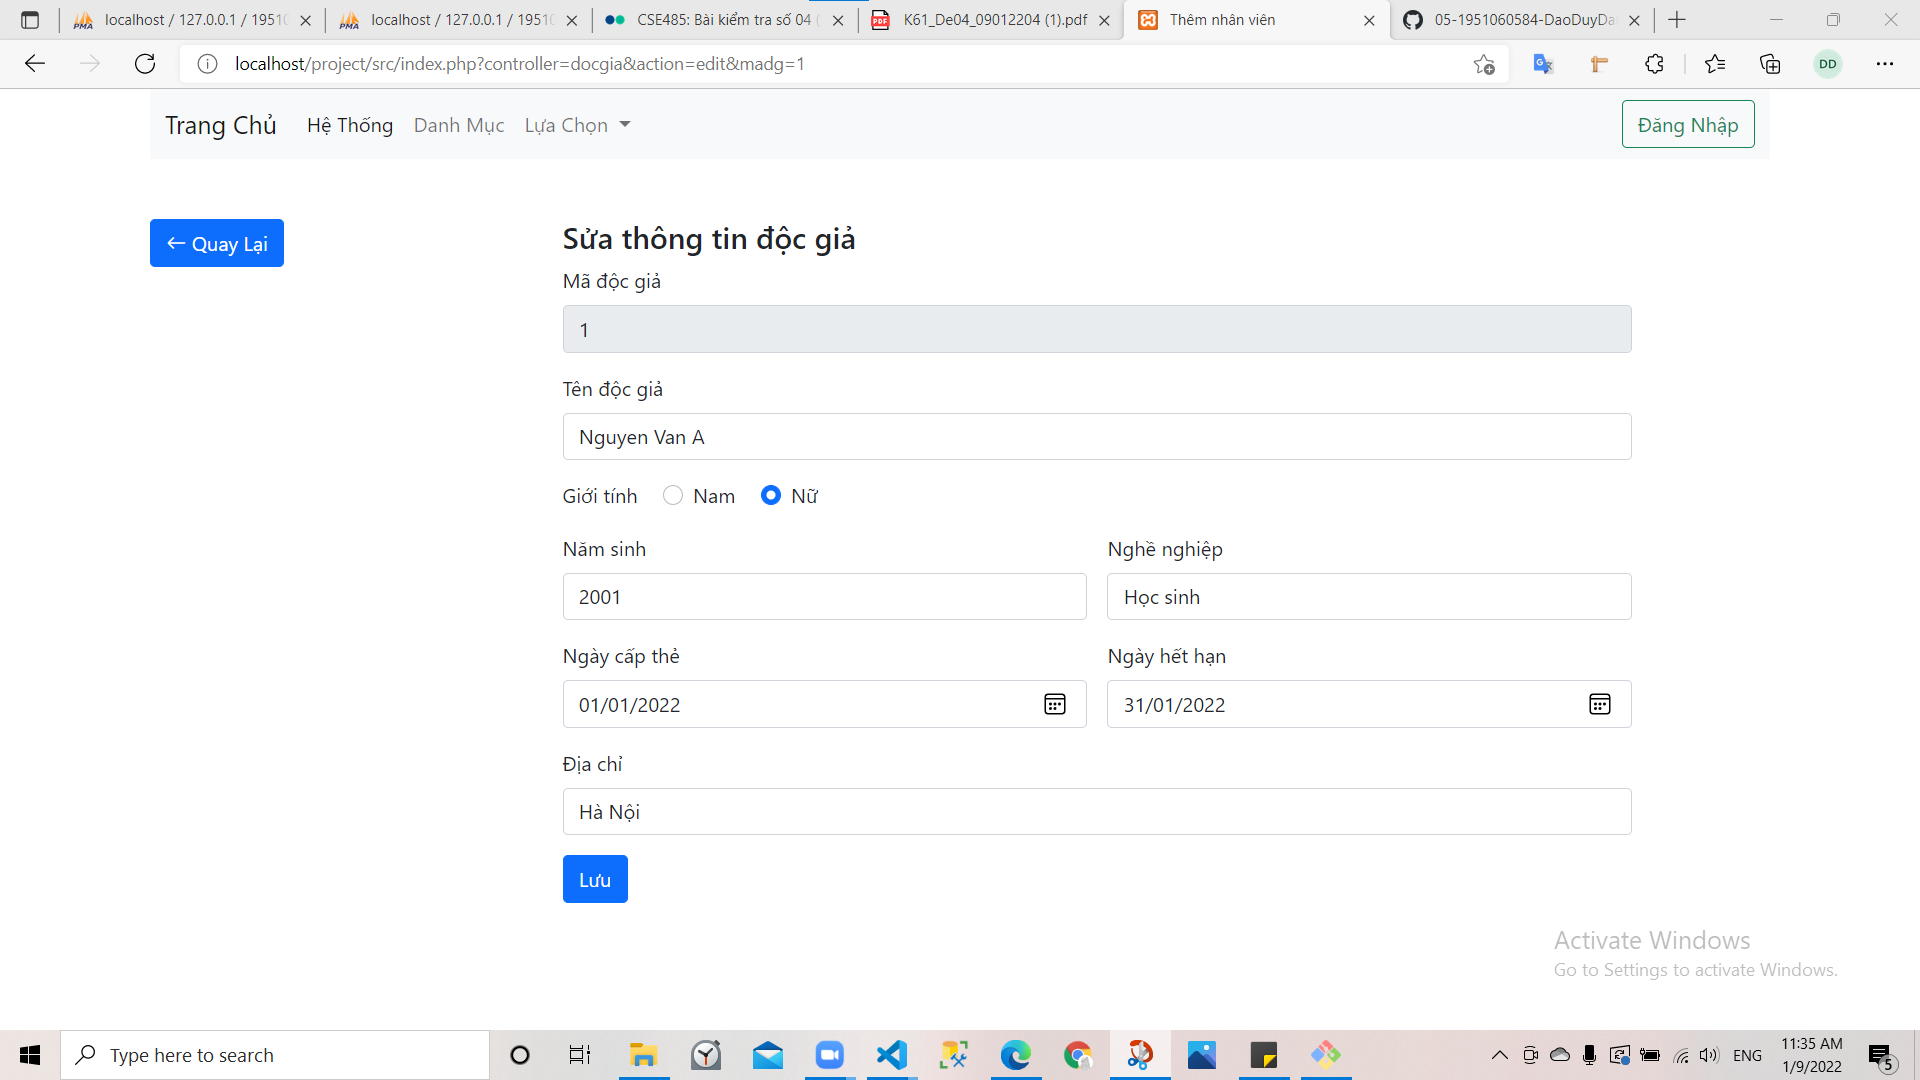 localhost / 127.0.0.1 / 1951
localhost / 127.0.0.1 / 1951
CSE485: Bài kiểm tra số 04 (
K61_De04_09012204 (1).pdf
Thêm nhân viên
05-1951060584-DaoDuyDa
localhost/project/src/index.php?controller=docgia&action=edit&madg=1
DD
Trang Chủ
Hệ Thống
Danh Mục
Lựa Chọn
Đăng Nhập
← Quay Lại
Sửa thông tin độc giả
Mã độc giả
1
Tên độc giả
Nguyen Van A
Giới tính Nam Nữ
Năm sinh
Nghề nghiệp
2001
Học sinh
Ngày cấp thẻ
Ngày hết hạn
01/01/2022
31/01/2022
Địa chỉ
Hà Nội
Lưu
Activate Windows
Go to Settings to activate Windows.
Type here to search
ENG
11:35 AM
1/9/2022
5